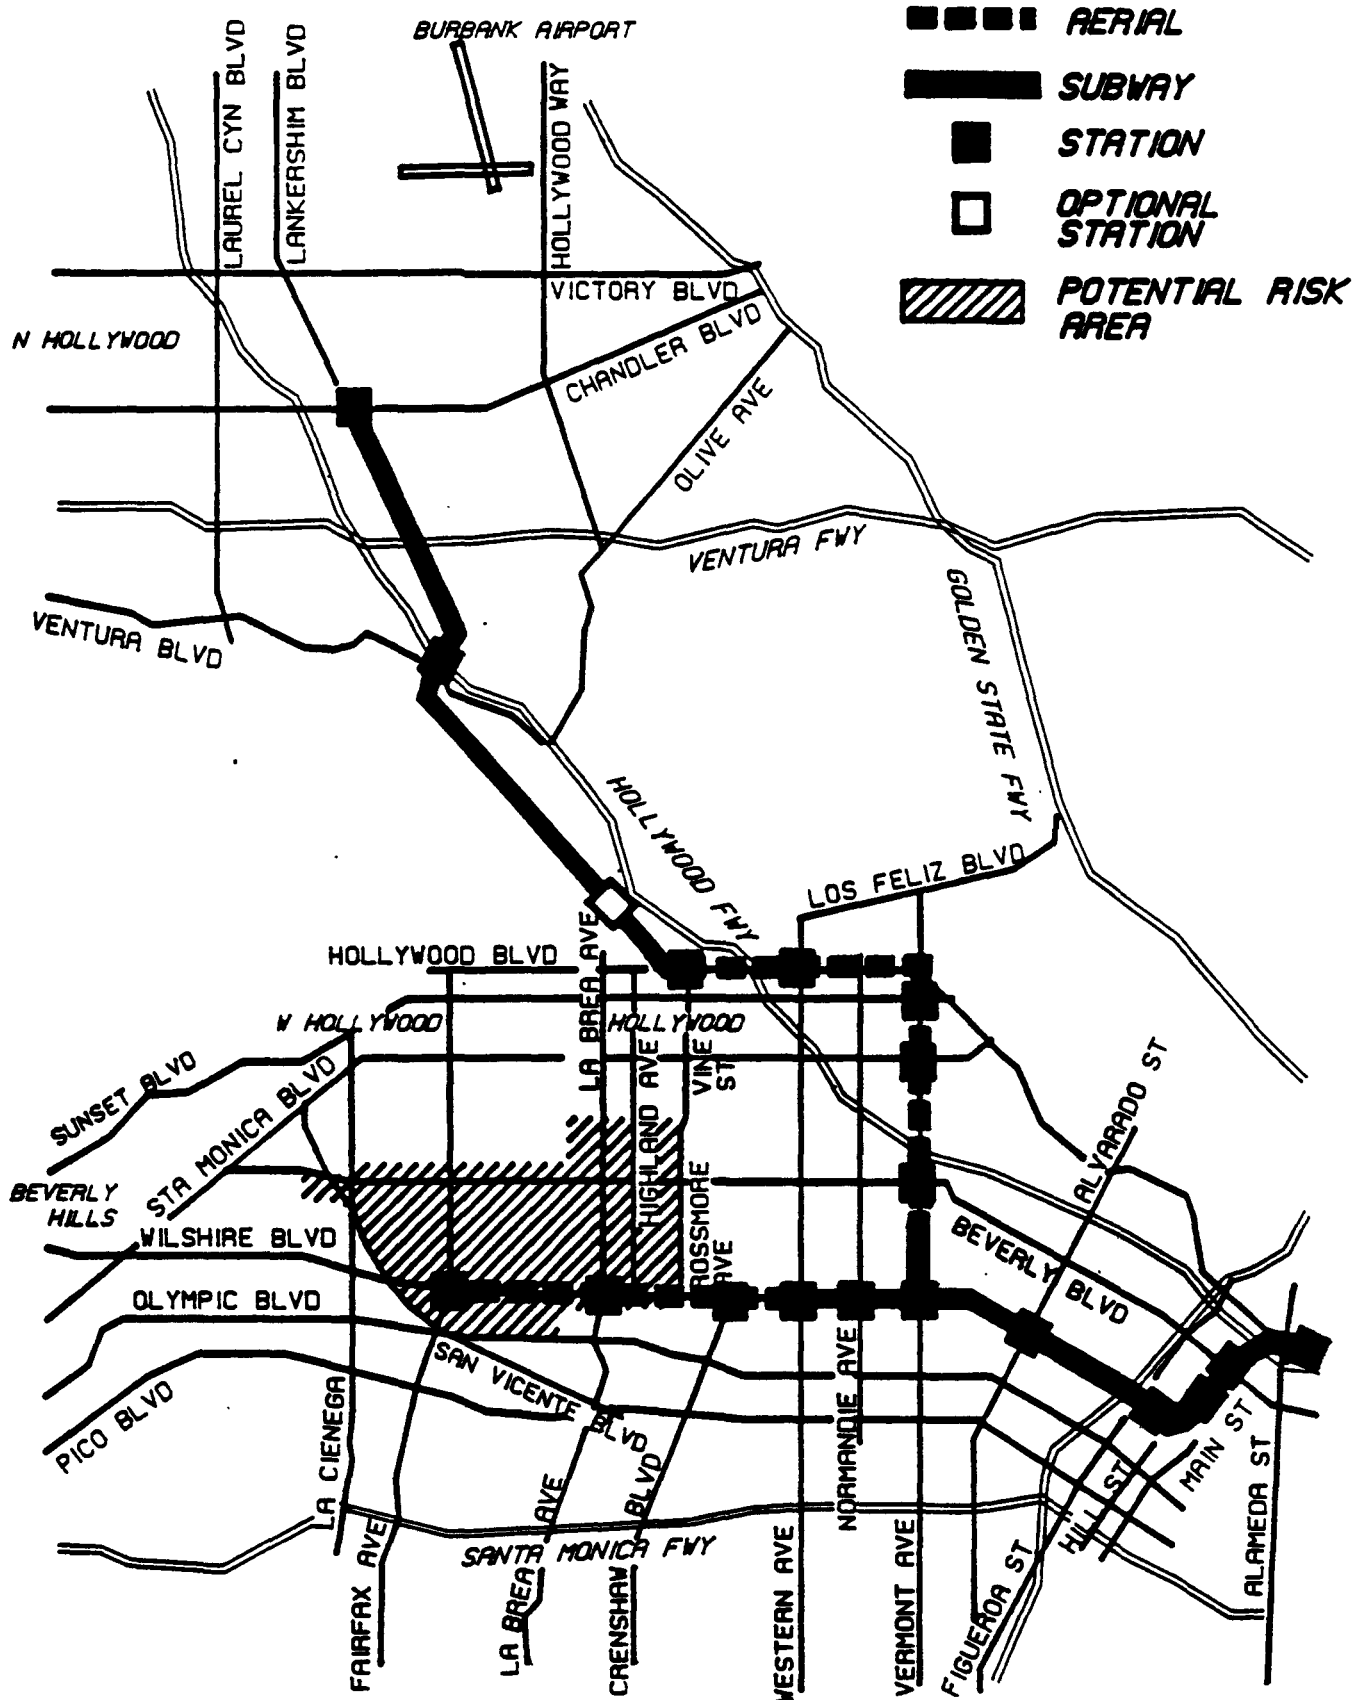 BURBANK AIRPORT
AERIAL
SUBWAY
STATION
OPTIONAL
STATION
POTENTIAL RISK
AREA
LAUREL CYN BLVD
LANKERSHIM BLVD
HOLLYWOOD WAY
VICTORY BLVD
N HOLLYWOOD
CHANDLER BLVD
OLIVE AVE
VENTURA FWY
GOLDEN STATE FWY
VENTURA BLVD
HOLLYWOOD FWY
LOS FELIZ BLVD
HOLLYWOOD BLVD
LA BREA AVE
W HOLLYWOOD
HOLLYWOOD
HIGHLAND AVE
VINE
ST
SUNSET BLVD
STA MONICA BLVD
ALVARADO ST
BEVERLY
HILLS
ROSSMORE
AVE
WILSHIRE BLVD
BEVERLY BLVD
OLYMPIC BLVD
SAN VICENTE BLVD
PICO BLVD
LA CIENEGA
NORMANDIE AVE
MAIN ST
HILL ST
ALAMEDA ST
AVE
BLVD
SANTA MONICA FWY
FAIRFAX AVE
LA BREA
CRENSHAW
WESTERN AVE
VERMONT AVE
FIGUEROA ST